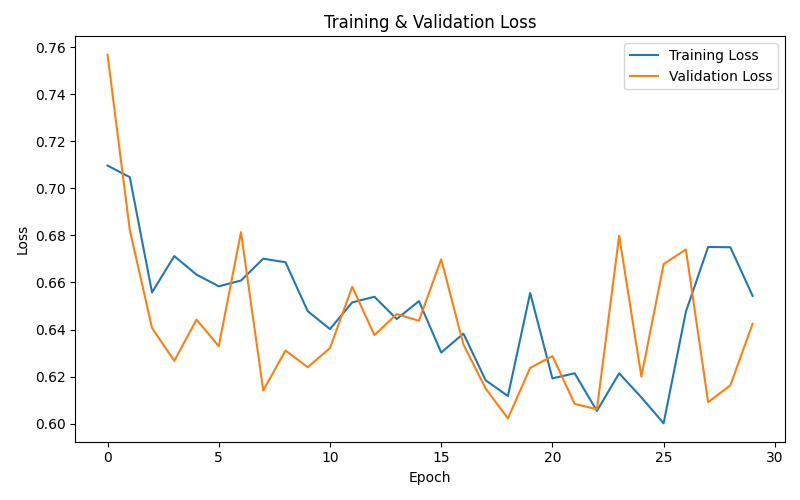 Training & Validation Loss
Training Loss
Validation Loss
Loss
0.76
0.74
0.72
0.70
0.68
0.66
0.64
0.62
0.60
0 5 10 15 20 25 30
Epoch